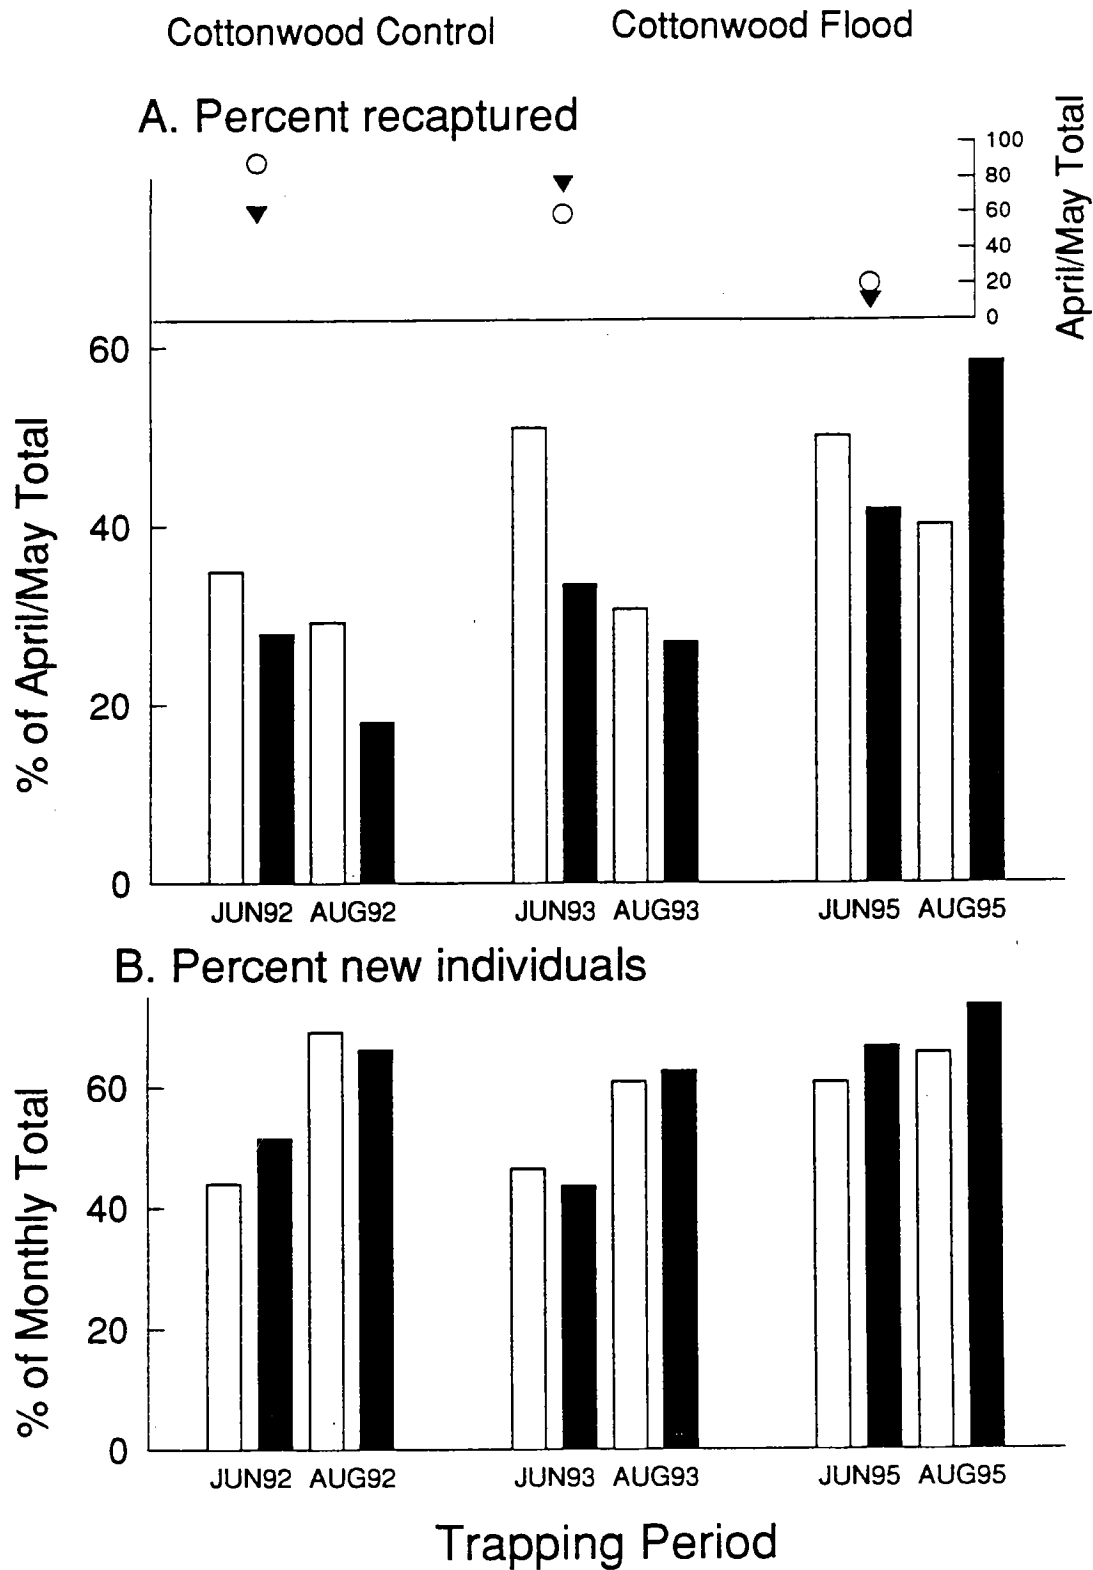 Cottonwood Control Cottonwood Flood
A. Percent recaptured
100
80
60
40
20
0
April/May Total
60
40
20
0
% of April/May Total
JUN92 AUG92 JUN93 AUG93 JUN95 AUG95
B. Percent new individuals
60
40
20
0
% of Monthly Total
JUN92 AUG92 JUN93 AUG93 JUN95 AUG95
Trapping Period